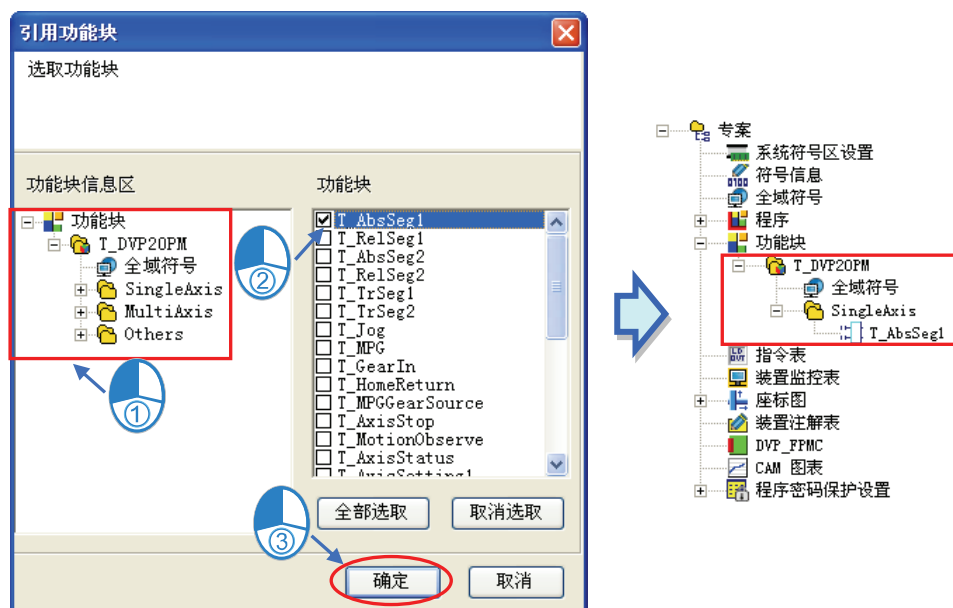 引用功能块
选取功能块
功能块信息区
功能块
功能块
T_DVP20PM
全域符号
SingleAxis
MultiAxis
Others
①
T_AbsSeg1
T_RelSeg1
T_AbsSeg2
T_RelSeg2
T_TrSeg1
T_TrSeg2
T_Jog
T_MPG
T_GearIn
T_HomeReturn
T_MPGGearSource
T_AxisStop
T_MotionObserve
T_AxisStatus
T_AxisSetting1
②
全部选取
取消选取
③
确定
取消
专案
系统符号区设置
符号信息
全域符号
程序
功能块
T_DVP20PM
全域符号
SingleAxis
T_AbsSeg1
指令表
装置监控表
座标图
装置注解表
DVP_FPMC
CAM 图表
程序密码保护设置